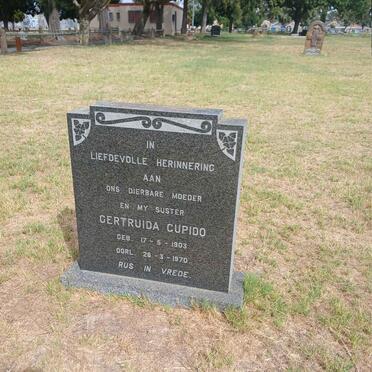 IN
LIEFDEVOLLE HERINNERING
AAN
ONS DIERBARE MOEDER
EN MY SUSTER
GERTRUIDA CUPIDO
GEB. 17-5-1903
OORL. 26-3-1970
RUS IN VREDE.